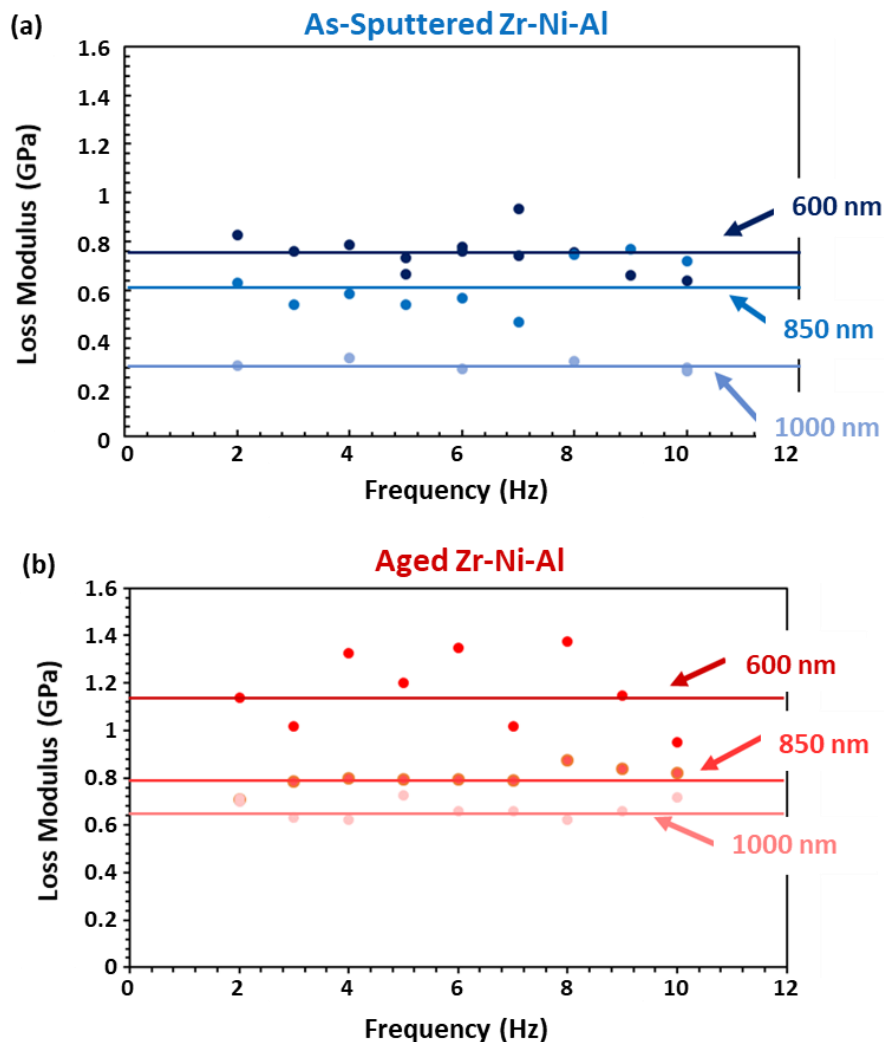 (a)
As-Sputtered Zr-Ni-Al
Loss Modulus (GPa)
1.6
1.4
1.2
1
0.8
0.6
0.4
0.2
0
600 nm
850 nm
1000 nm
0 2 4 6 8 10 12
Frequency (Hz)
(b)
Aged Zr-Ni-Al
Loss Modulus (GPa)
1.6
1.4
1.2
1
0.8
0.6
0.4
0.2
0
600 nm
850 nm
1000 nm
0 2 4 6 8 10 12
Frequency (Hz)